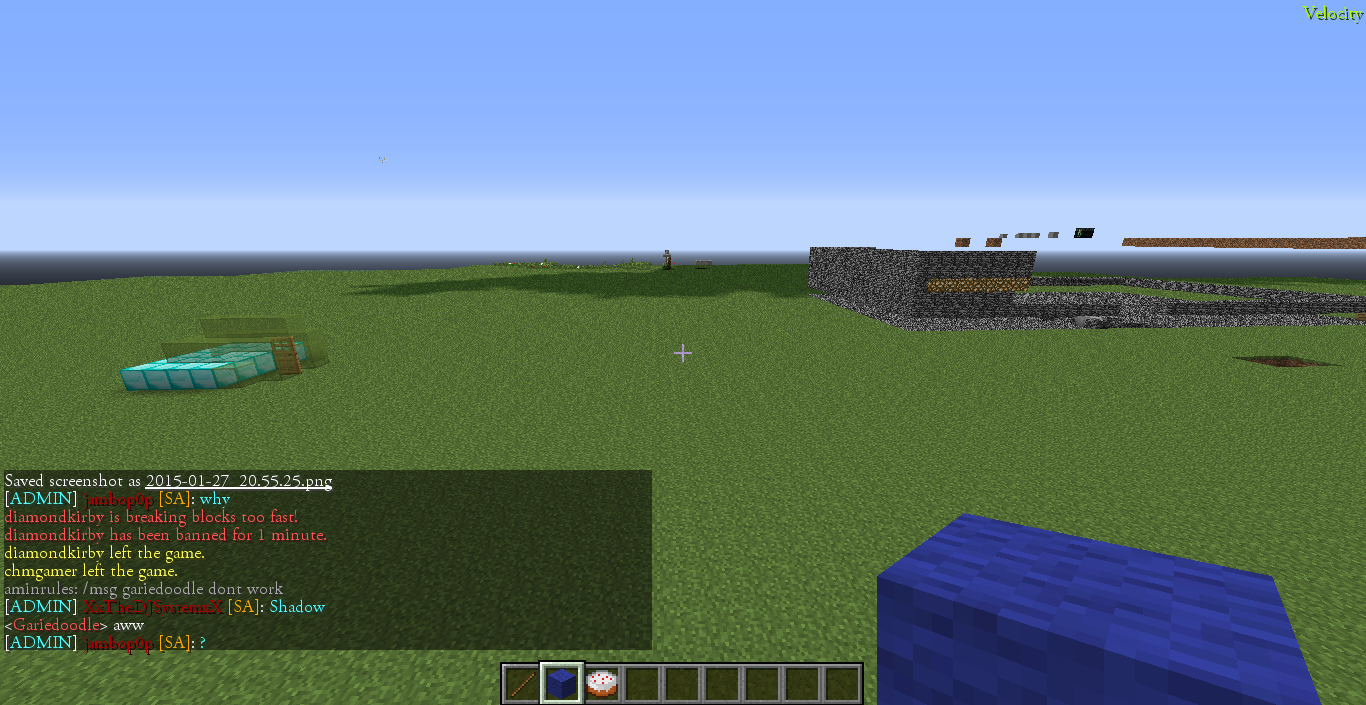 Velocity
Saved screenshot as 2015-01-27_20.55.25.png
[ADMIN] [SA]: why
diamondkirby is breaking blocks too fast!
diamondkirby has been banned for 1 minute.
diamondkirby left the game.
chmgamer left the game.
aminrules: /msg gariedoodle dont work
[ADMIN] [SA]: Shadow
<Gariedoodle> aww
[ADMIN] [SA]: ?